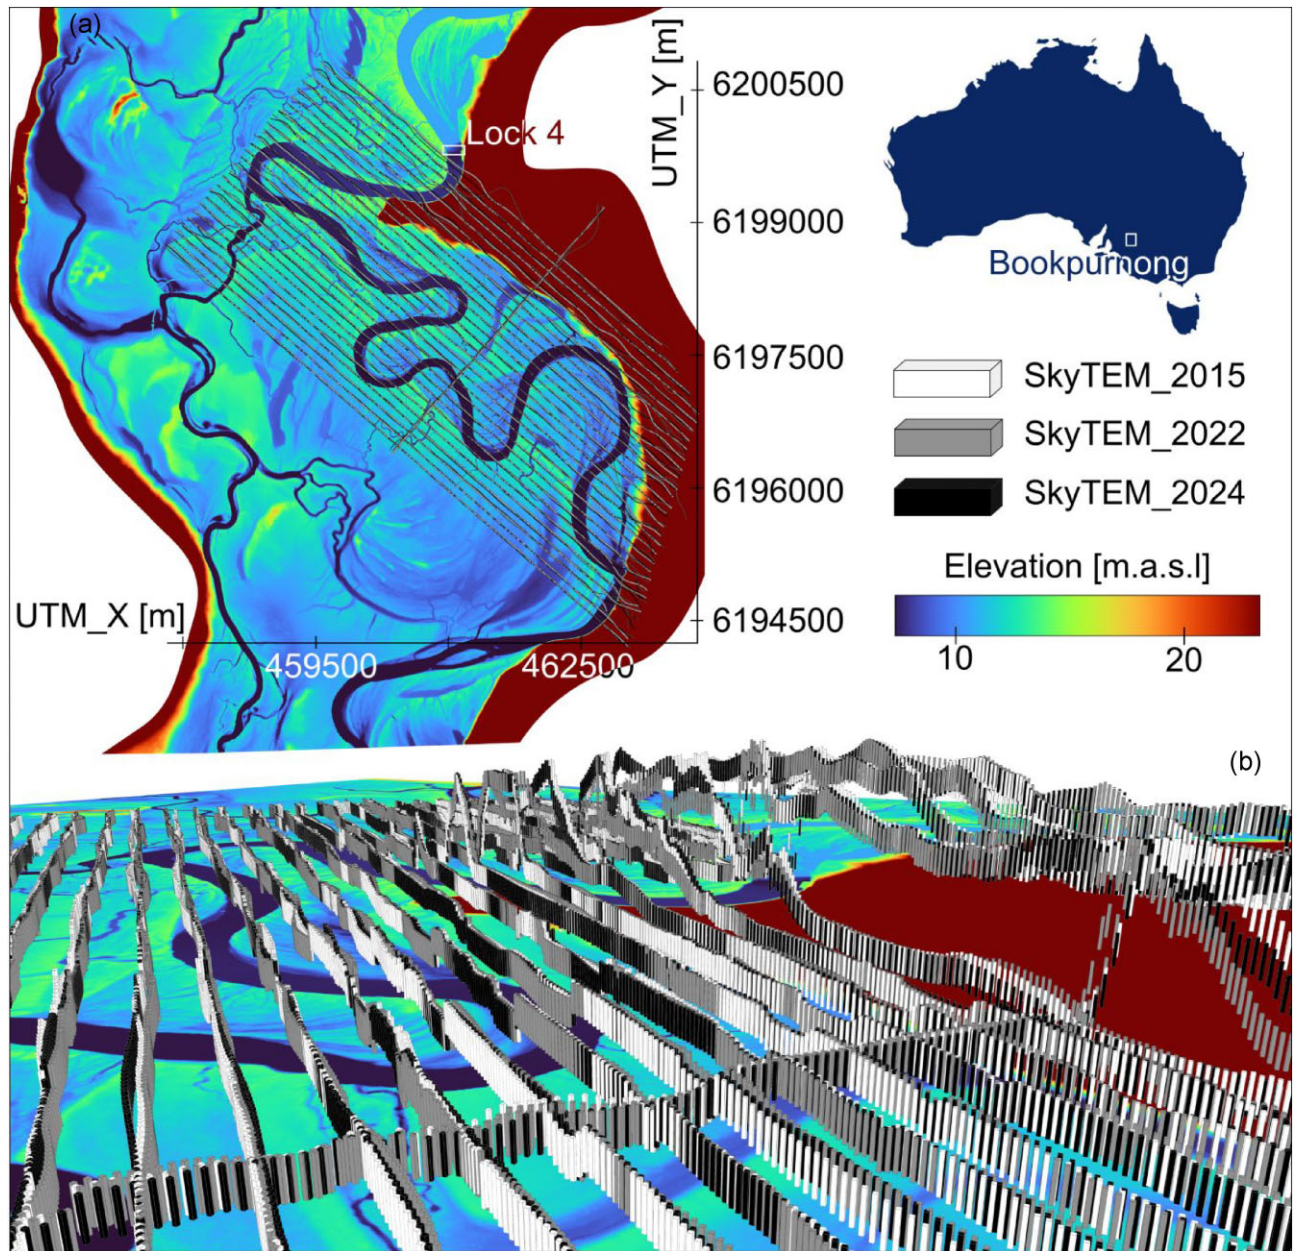 (a)
UTM_Y [m]
6200500
Lock 4
6199000
Bookpurnong
6197500
SkyTEM_2015
SkyTEM_2022
6196000
SkyTEM_2024
Elevation [m.a.s.l]
UTM_X [m]
6194500
10
20
459500
462500
(b)